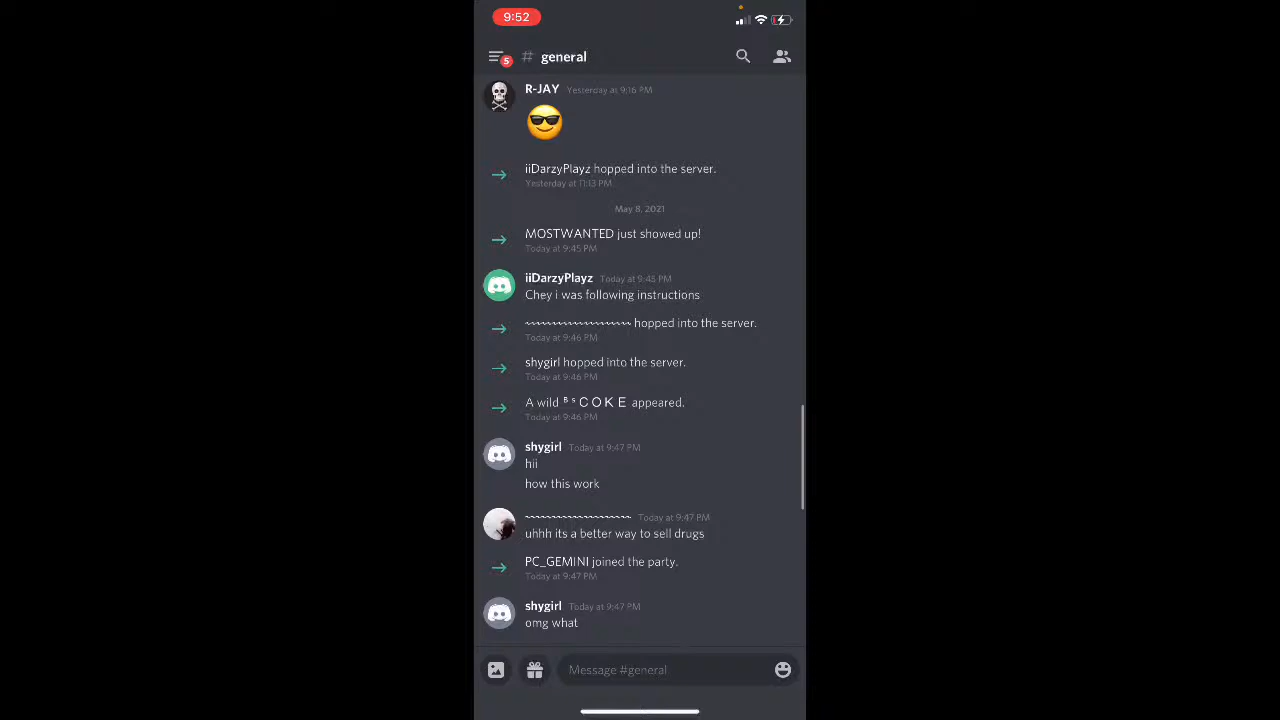 9:52
5
# general
R-JAY Yesterday at 9:16 PM
iiDarzyPlayz hopped into the server.
Yesterday at 11:13 PM
May 8, 2021
MOSTWANTED just showed up!
Today at 9:45 PM
iiDarzyPlayz Today at 9:45 PM
Chey i was following instructions
~~~~~~~~~~~~~~~~~~~~ hopped into the server.
Today at 9:46 PM
shygirl hopped into the server.
Today at 9:46 PM
A wild ᴮ ˢ C O K E appeared.
Today at 9:46 PM
shygirl Today at 9:47 PM
hii
how this work
~~~~~~~~~~~~~~~~~~~~ Today at 9:47 PM
uhhh its a better way to sell drugs
PC_GEMINI joined the party.
Today at 9:47 PM
shygirl Today at 9:47 PM
omg what
Message #general